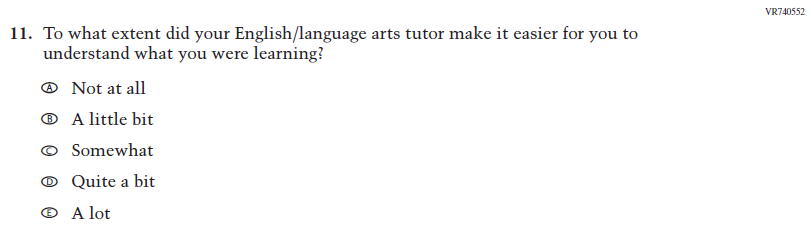 VR740552
11. To what extent did your English/language arts tutor make it easier for you to
understand what you were learning?
A Not at all
B A little bit
C Somewhat
D Quite a bit
E A lot